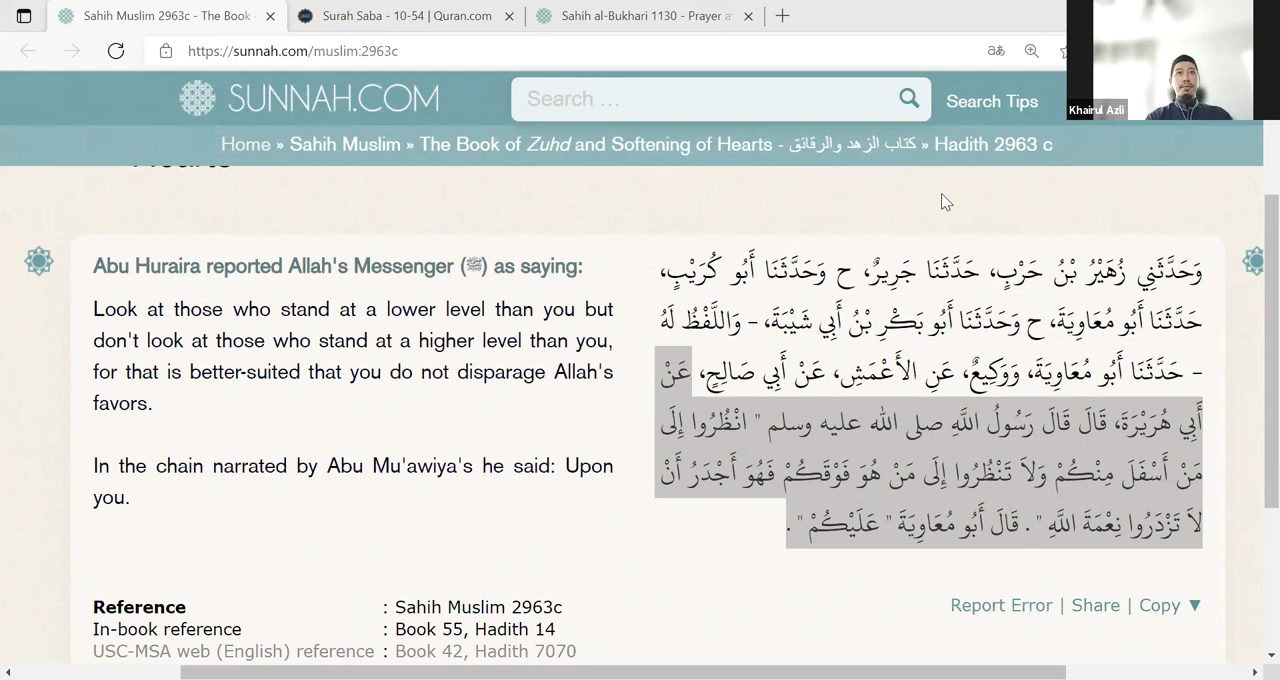 Sahih Muslim 2963c - The Book
Surah Saba - 10-54 | Quran.com
Sahih al-Bukhari 1130 - Prayer a
https://sunnah.com/muslim:2963c
Khairul Azli
SUNNAH.COM
Search ...
Search Tips
Home » Sahih Muslim » The Book of Zuhd and Softening of Hearts - كتاب الزهد والرقائق » Hadith 2963 c
Abu Huraira reported Allah's Messenger (ﷺ) as saying:
Look at those who stand at a lower level than you but
don't look at those who stand at a higher level than you,
for that is better-suited that you do not disparage Allah's
favors.
In the chain narrated by Abu Mu'awiya's he said: Upon
you.
وَحَدَّثَنِي زُهَيْرُ بْنُ حَرْبٍ، حَدَّثَنَا جَرِيرٌ، ح وَحَدَّثَنَا أَبُو كُرَيْبٍ،
حَدَّثَنَا أَبُو مُعَاوِيَةَ، ح وَحَدَّثَنَا أَبُو بَكْرِ بْنُ أَبِي شَيْبَةَ، - وَاللَّفْظُ لَهُ
- حَدَّثَنَا أَبُو مُعَاوِيَةَ، وَوَكِيعٌ، عَنِ الأَعْمَشِ، عَنْ أَبِي صَالِحٍ، عَنْ
أَبِي هُرَيْرَةَ، قَالَ قَالَ رَسُولُ اللَّهِ صلى الله عليه وسلم " انْظُرُوا إِلَى
مَنْ أَسْفَلَ مِنْكُمْ وَلاَ تَنْظُرُوا إِلَى مَنْ هُوَ فَوْقَكُمْ فَهُوَ أَجْدَرُ أَنْ
لاَ تَزْدَرُوا نِعْمَةَ اللَّهِ " . قَالَ أَبُو مُعَاوِيَةَ " عَلَيْكُمْ " .
Reference : Sahih Muslim 2963c
In-book reference : Book 55, Hadith 14
USC-MSA web (English) reference : Book 42, Hadith 7070
Report Error | Share | Copy ▼